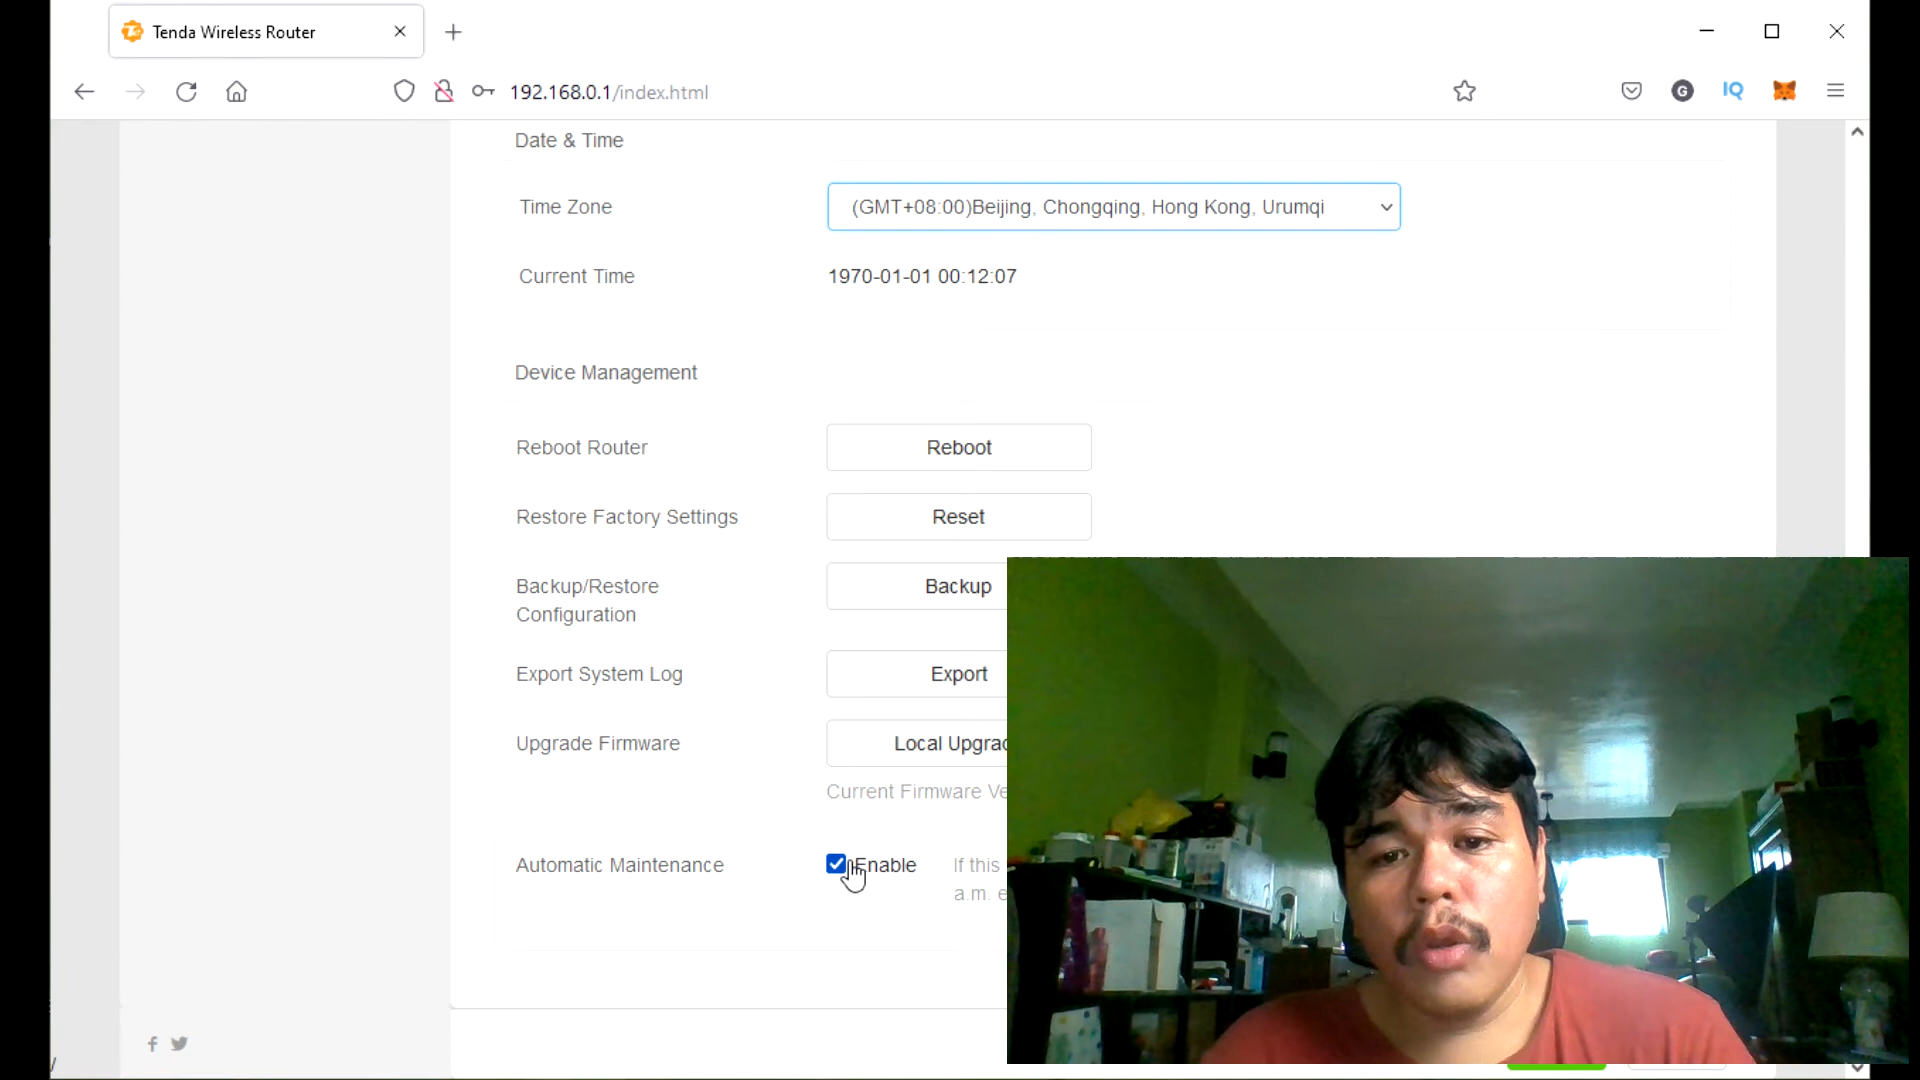 Tenda Wireless Router
192.168.0.1/index.html
G
IQ
Date & Time
Time Zone
(GMT+08:00)Beijing, Chongqing, Hong Kong, Urumqi
Current Time
1970-01-01 00:12:07
Device Management
Reboot Router
Reboot
Restore Factory Settings
Reset
Backup/Restore
Configuration
Backup
Export System Log
Export
Upgrade Firmware
Local Upgrad
Current Firmware Ve
Automatic Maintenance
Enable
If this
a.m. e